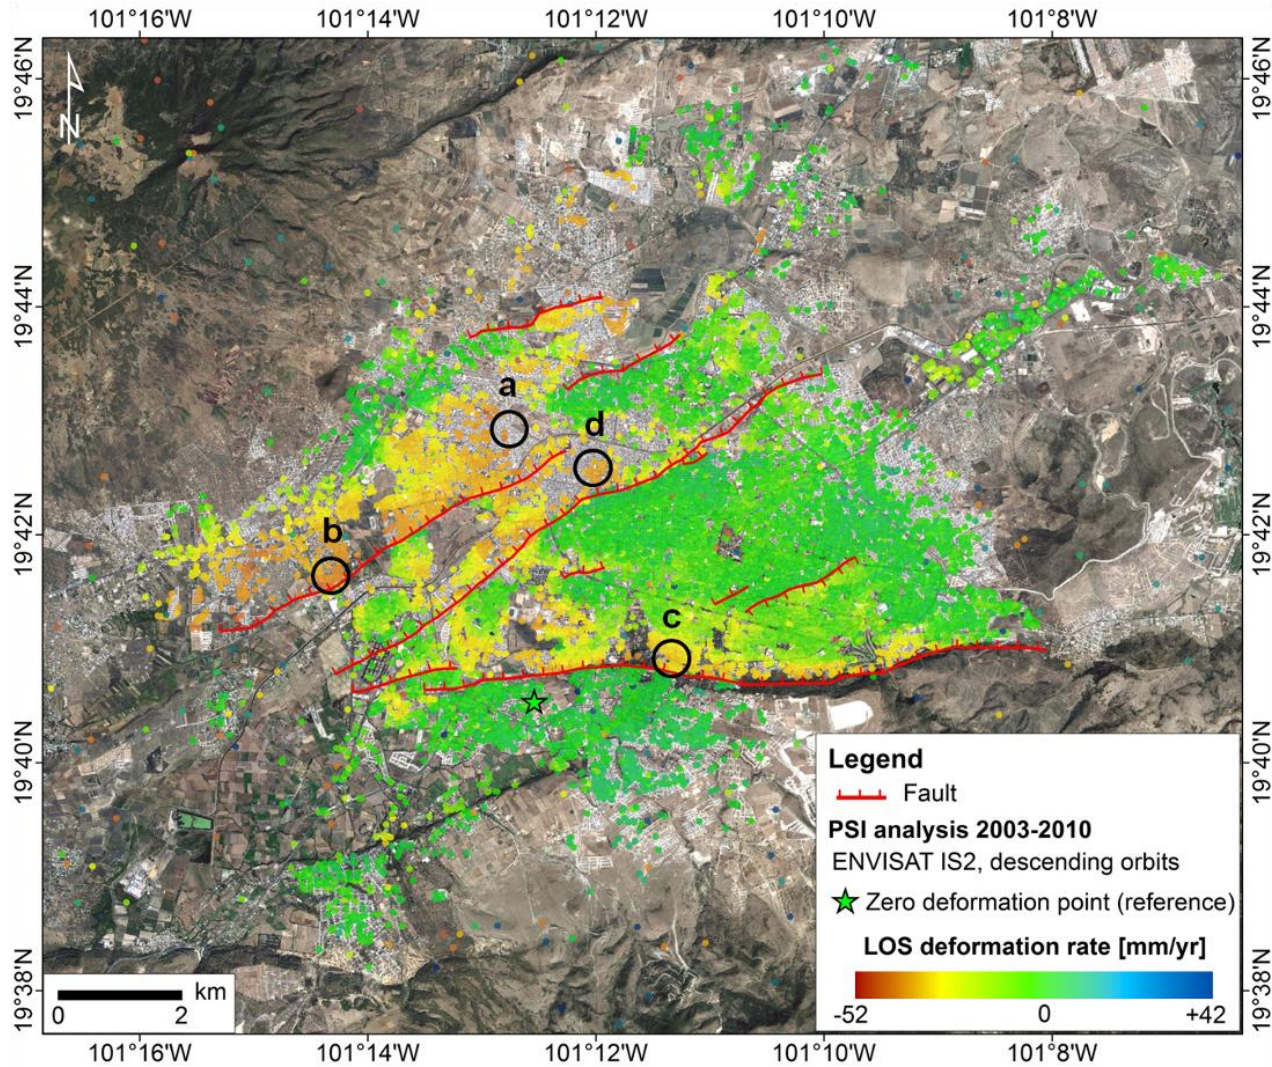 101°16'W 101°14'W 101°12'W 101°10'W 101°8'W
19°46'N 19°46'N
N
19°44'N 19°44'N
a
d
19°42'N 19°42'N
b
c
19°40'N 19°40'N
Legend
Fault
PSI analysis 2003-2010
ENVISAT IS2, descending orbits
Zero deformation point (reference)
LOS deformation rate [mm/yr]
-52 0 +42
19°38'N 19°38'N
km
0 2
101°16'W 101°14'W 101°12'W 101°10'W 101°8'W